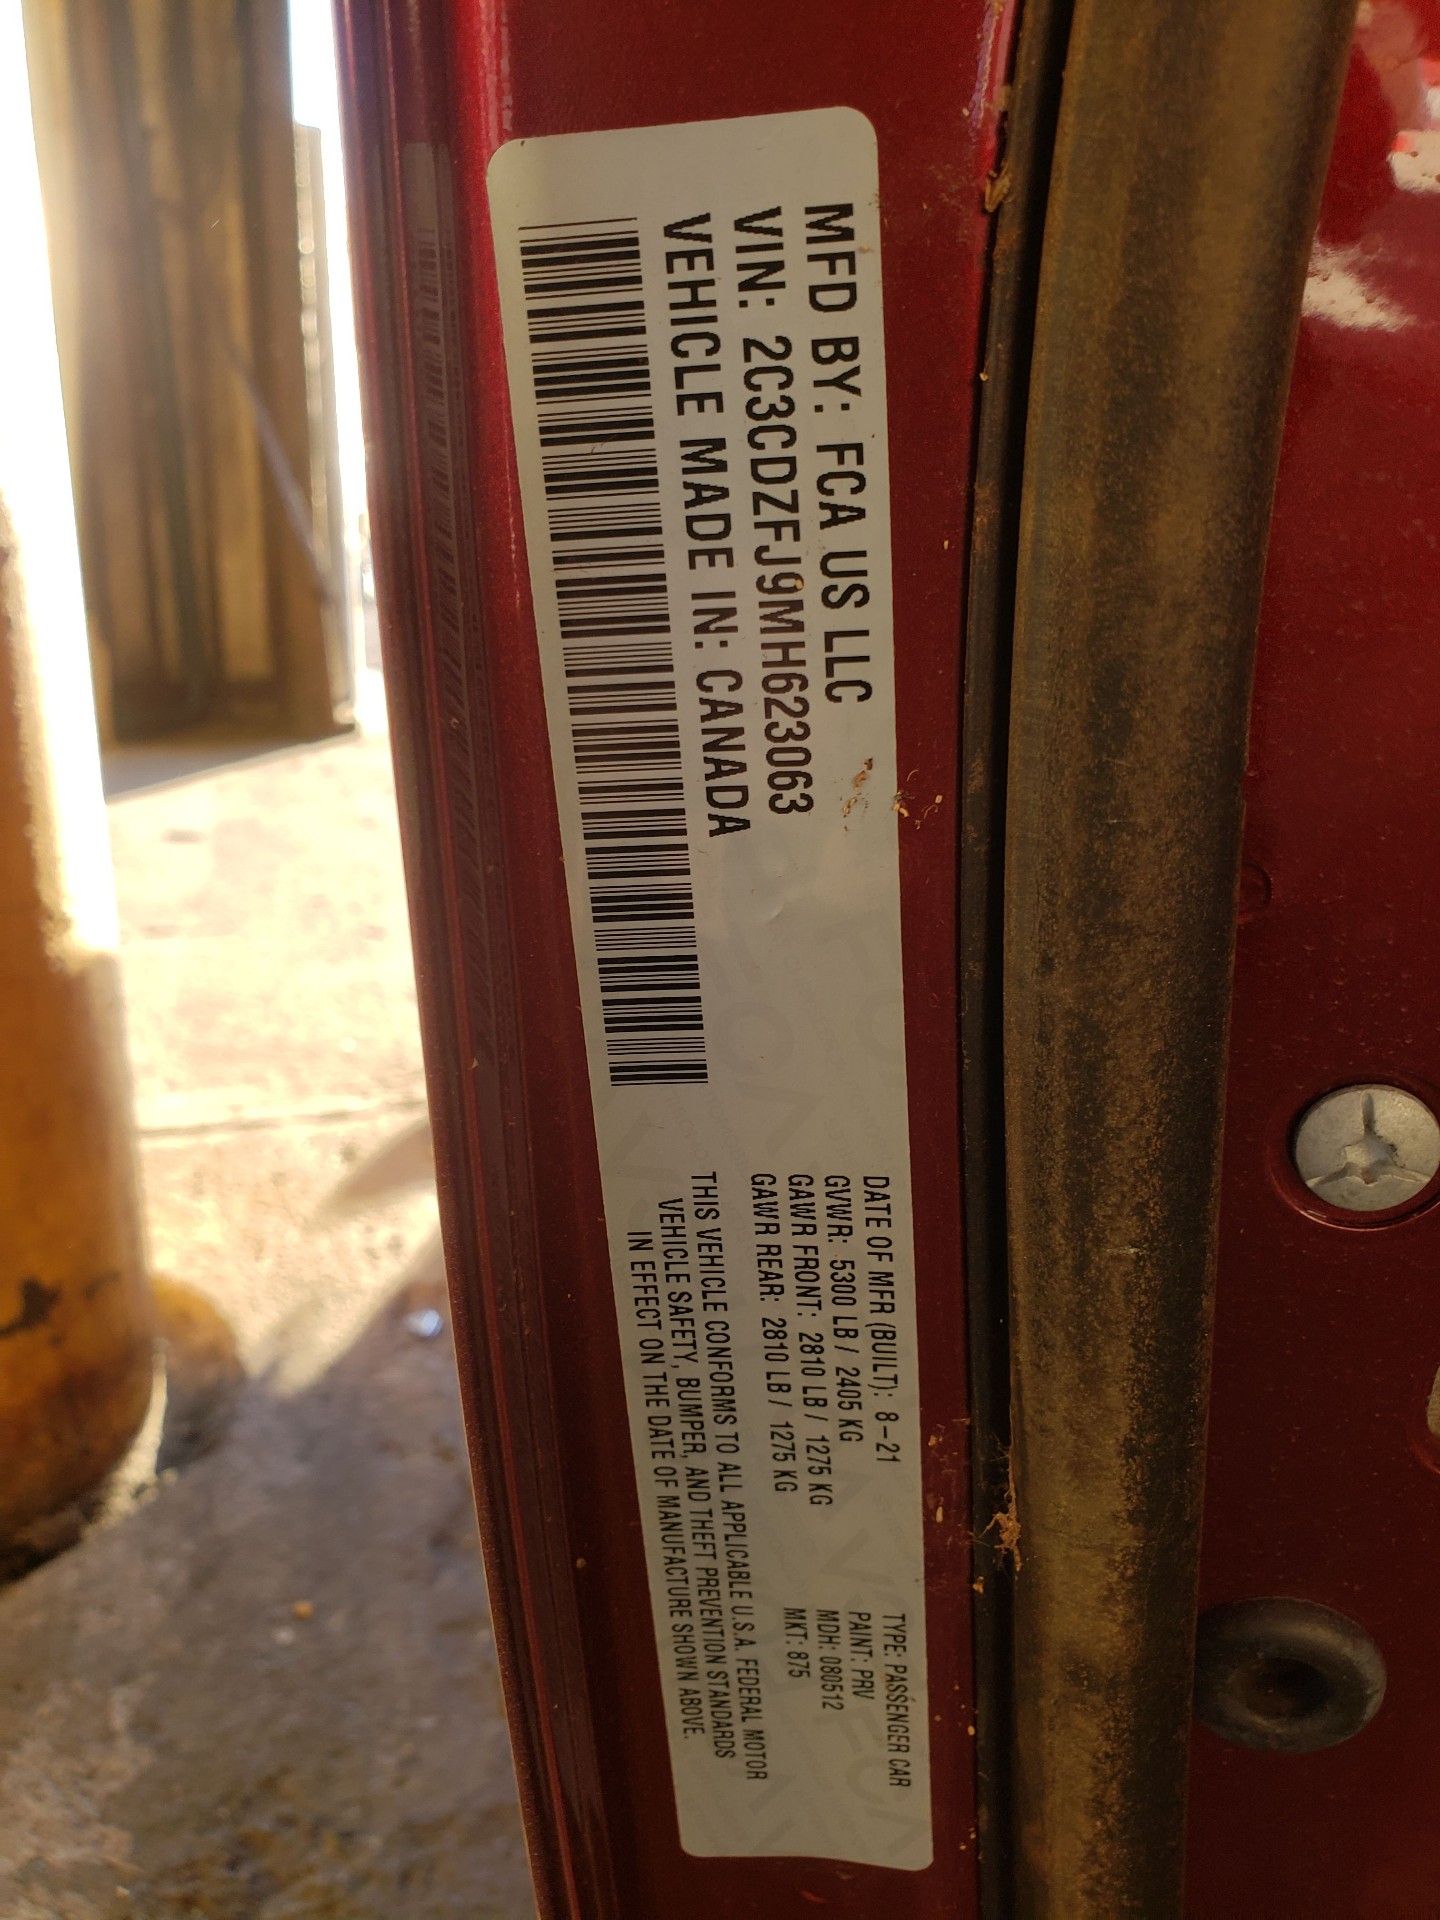 MFD BY: FCA US LLC
VIN: 2C3CDZFJ9MH623063
VEHICLE MADE IN: CANADA
DATE OF MFR (BUILT): 8-21
GVWR: 5300 LB / 2405 KG
GAWR FRONT: 2810 LB / 1275 KG
GAWR REAR: 2810 LB / 1275 KG
TYPE: PASSENGER CAR
PAINT: PRV
MDH: 080512
MKT: 875
THIS VEHICLE CONFORMS TO ALL APPLICABLE U.S.A. FEDERAL MOTOR
VEHICLE SAFETY, BUMPER, AND THEFT PREVENTION STANDARDS
IN EFFECT ON THE DATE OF MANUFACTURE SHOWN ABOVE.